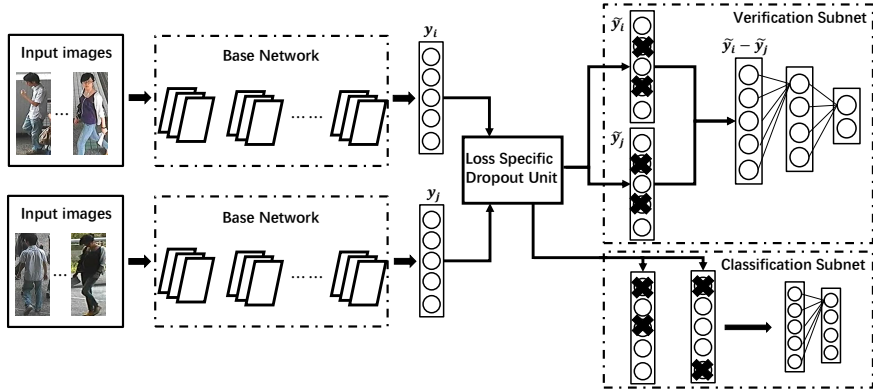 Input images
...
Base Network
... ...
y_i
Input images
...
Base Network
... ...
y_j
Loss Specific
Dropout Unit
Verification Subnet
ỹ_i
ỹ_j
ỹ_i − ỹ_j
Classification Subnet